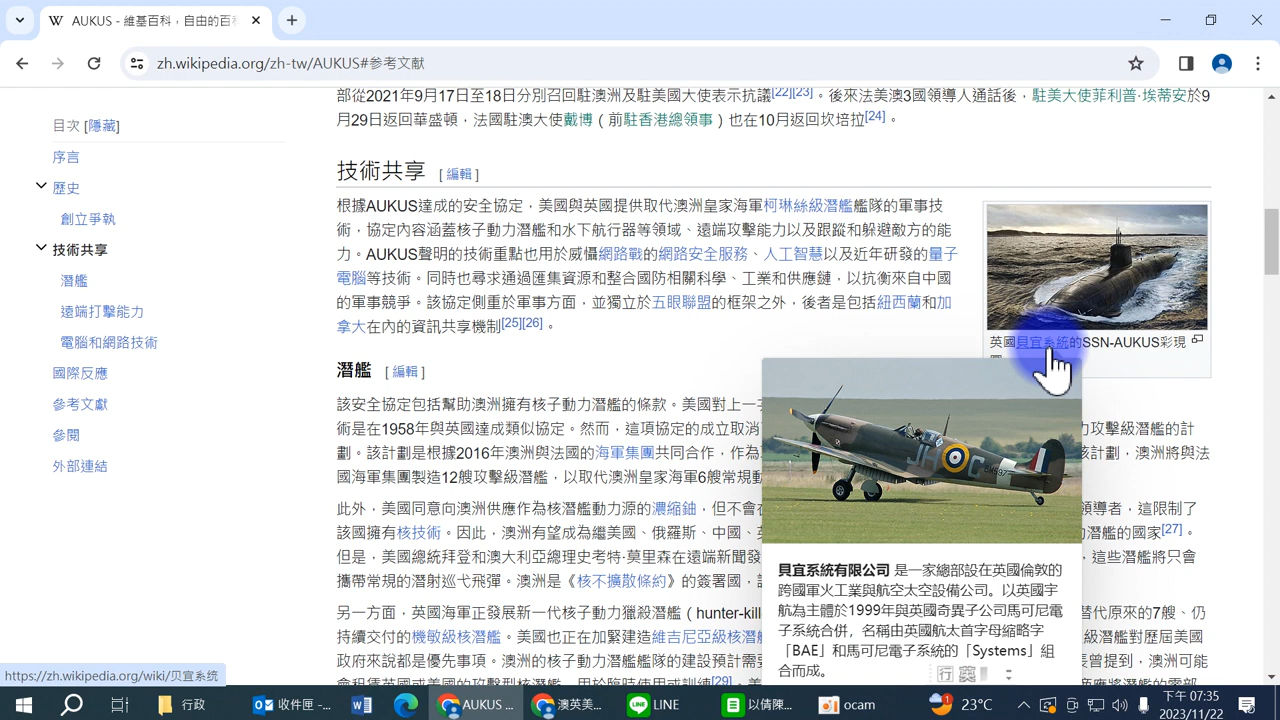 AUKUS - 維基百科，自由的百科
zh.wikipedia.org/zh-tw/AUKUS#參考文獻
目次 [隱藏]
序言
歷史
創立爭執
技術共享
潛艦
遠端打擊能力
電腦和網路技術
國際反應
參考文獻
參閱
外部連結
部從2021年9月17日至18日分別召回駐澳洲及駐美國大使表示抗議[22][23]。後來法美澳3國領導人通話後，駐美大使菲利普·埃蒂安於9
月29日返回華盛頓，法國駐澳大使戴博（前駐香港總領事）也在10月返回坎培拉[24]。
技術共享 [編輯]
根據AUKUS達成的安全協定，美國與英國提供取代澳洲皇家海軍柯琳絲級潛艦艦隊的軍事技
術，協定內容涵蓋核子動力潛艦和水下航行器等領域、遠端攻擊能力以及跟蹤和躲避敵方的能
力。AUKUS聲明的技術重點也用於威懾網路戰的網路安全服務、人工智慧以及近年研發的量子
電腦等技術。同時也尋求通過匯集資源和整合國防相關科學、工業和供應鏈，以抗衡來自中國
的軍事競爭。該協定側重於軍事方面，並獨立於五眼聯盟的框架之外，後者是包括紐西蘭和加
拿大在內的資訊共享機制[25][26]。
英國貝宜系統的SSN-AUKUS彩現
潛艦 [編輯]
該安全協定包括幫助澳洲擁有核子動力潛艦的條款。美國對上一
術是在1958年與英國達成類似協定。然而，這項協定的成立取消 力攻擊級潛艦的計
劃。該計劃是根據2016年澳洲與法國的海軍集團共同合作，作為 該計劃，澳洲將與法
國海軍集團製造12艘攻擊級潛艦，以取代澳洲皇家海軍6艘常規動
此外，美國同意向澳洲供應作為核潛艦動力源的濃縮鈾，但不會在 領導者，這限制了
該國擁有核技術。因此，澳洲有望成為繼美國、俄羅斯、中國、英 力潛艦的國家[27]。
但是，美國總統拜登和澳大利亞總理史考特·莫里森在遠端新聞發 這些潛艦將只會
攜帶常規的潛射巡弋飛彈。澳洲是《核不擴散條約》的簽署國，
另一方面，英國海軍正發展新一代核子動力獵殺潛艦（hunter-kil 替代原來的7艘、仍
持續交付的機敏級核潛艦。美國也正在加緊建造維吉尼亞級核潛艦 級潛艦對歷屆美國
政府來說都是優先事項。澳洲的核子動力潛艦艦隊的建設預計需 曾提到，澳洲可能
貝宜系統有限公司 是一家總部設在英國倫敦的
跨國軍火工業與航空太空設備公司。以英國宇
航為主體於1999年與英國奇異子公司馬可尼電
子系統合併，名稱由英國航太首字母縮略字
「BAE」和馬可尼電子系統的「Systems」組
合而成。
https://zh.wikipedia.org/wiki/贝宜系统
行政
收件匣 -...
AUKUS ...
澳英美...
LINE
以倩陳...
ocam
23°C
下午 07:35
2023/11/22